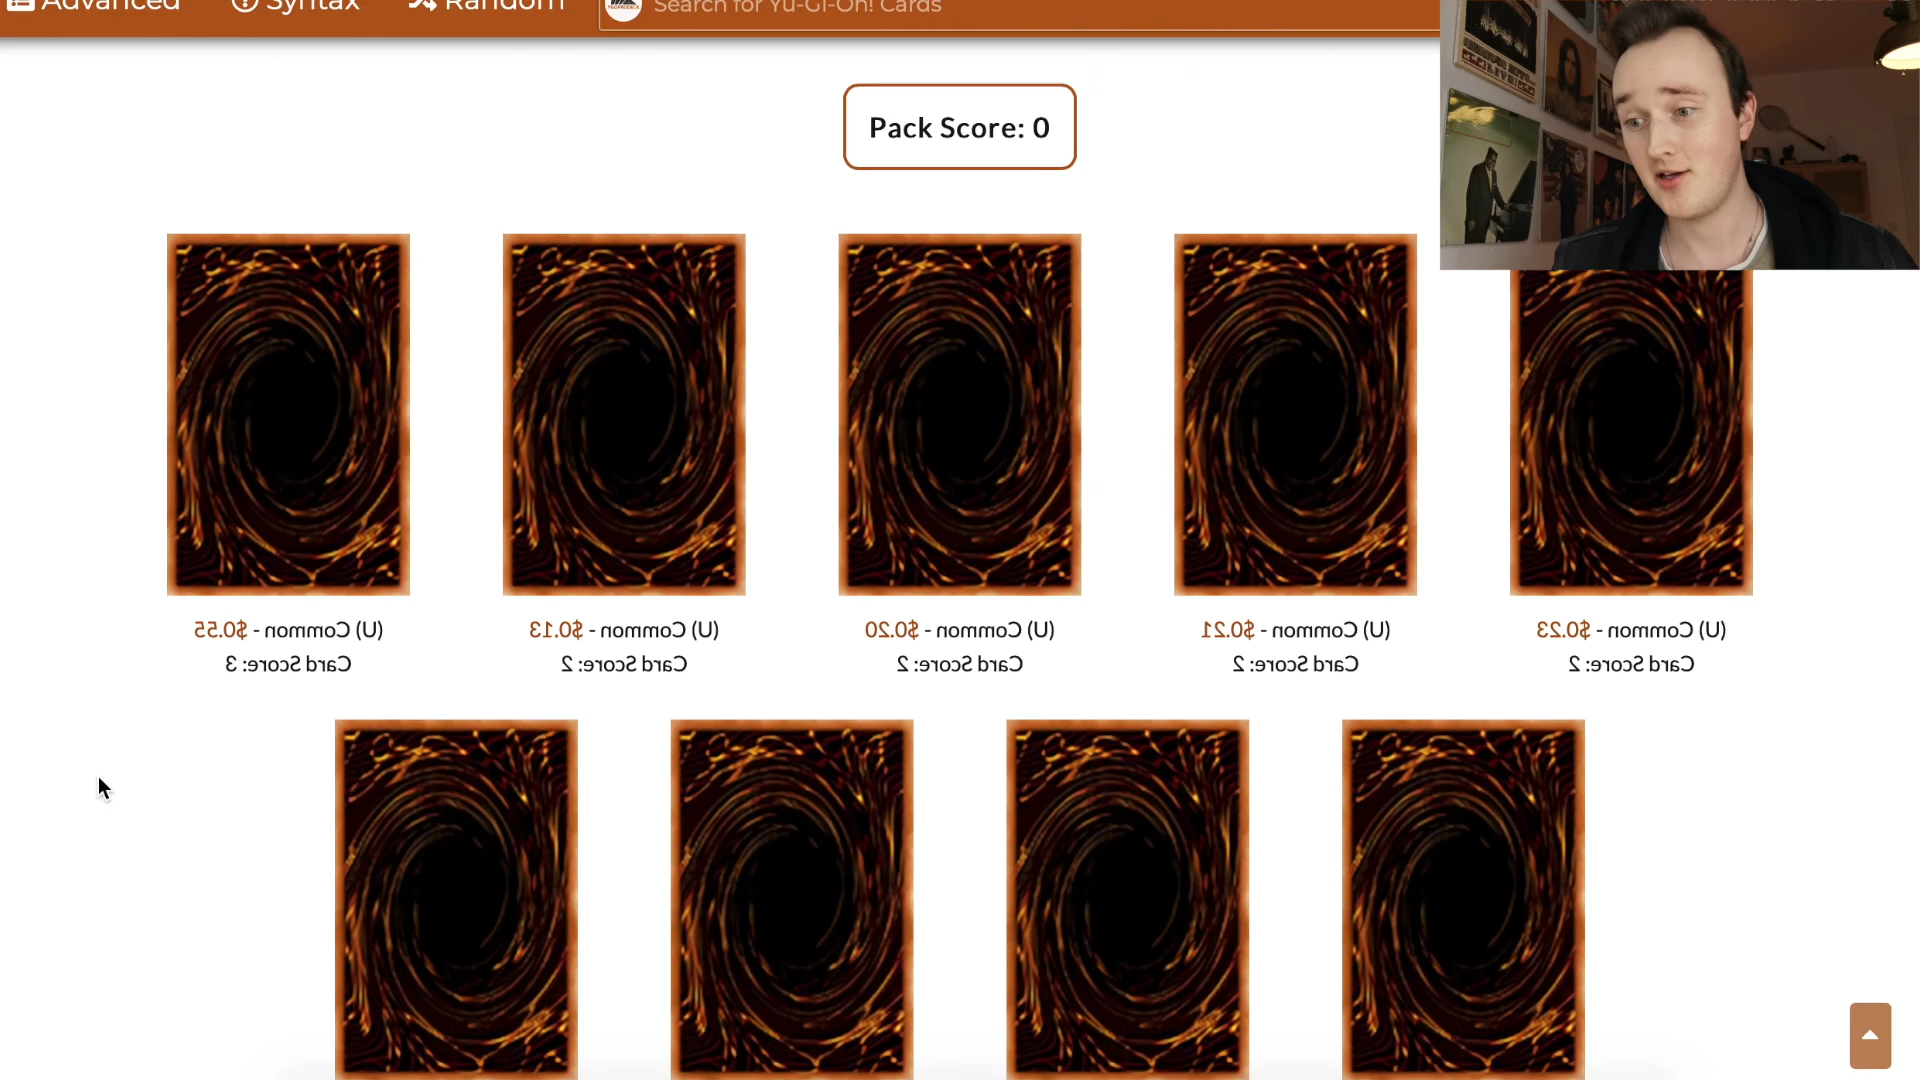 Advanced
Syntax
Random
Search for Yu-Gi-Oh! Cards
Pack Score: 0
(U) Common - $0.55
Card Score: 3
(U) Common - $0.13
Card Score: 2
(U) Common - $0.20
Card Score: 2
(U) Common - $0.21
Card Score: 2
(U) Common - $0.23
Card Score: 2